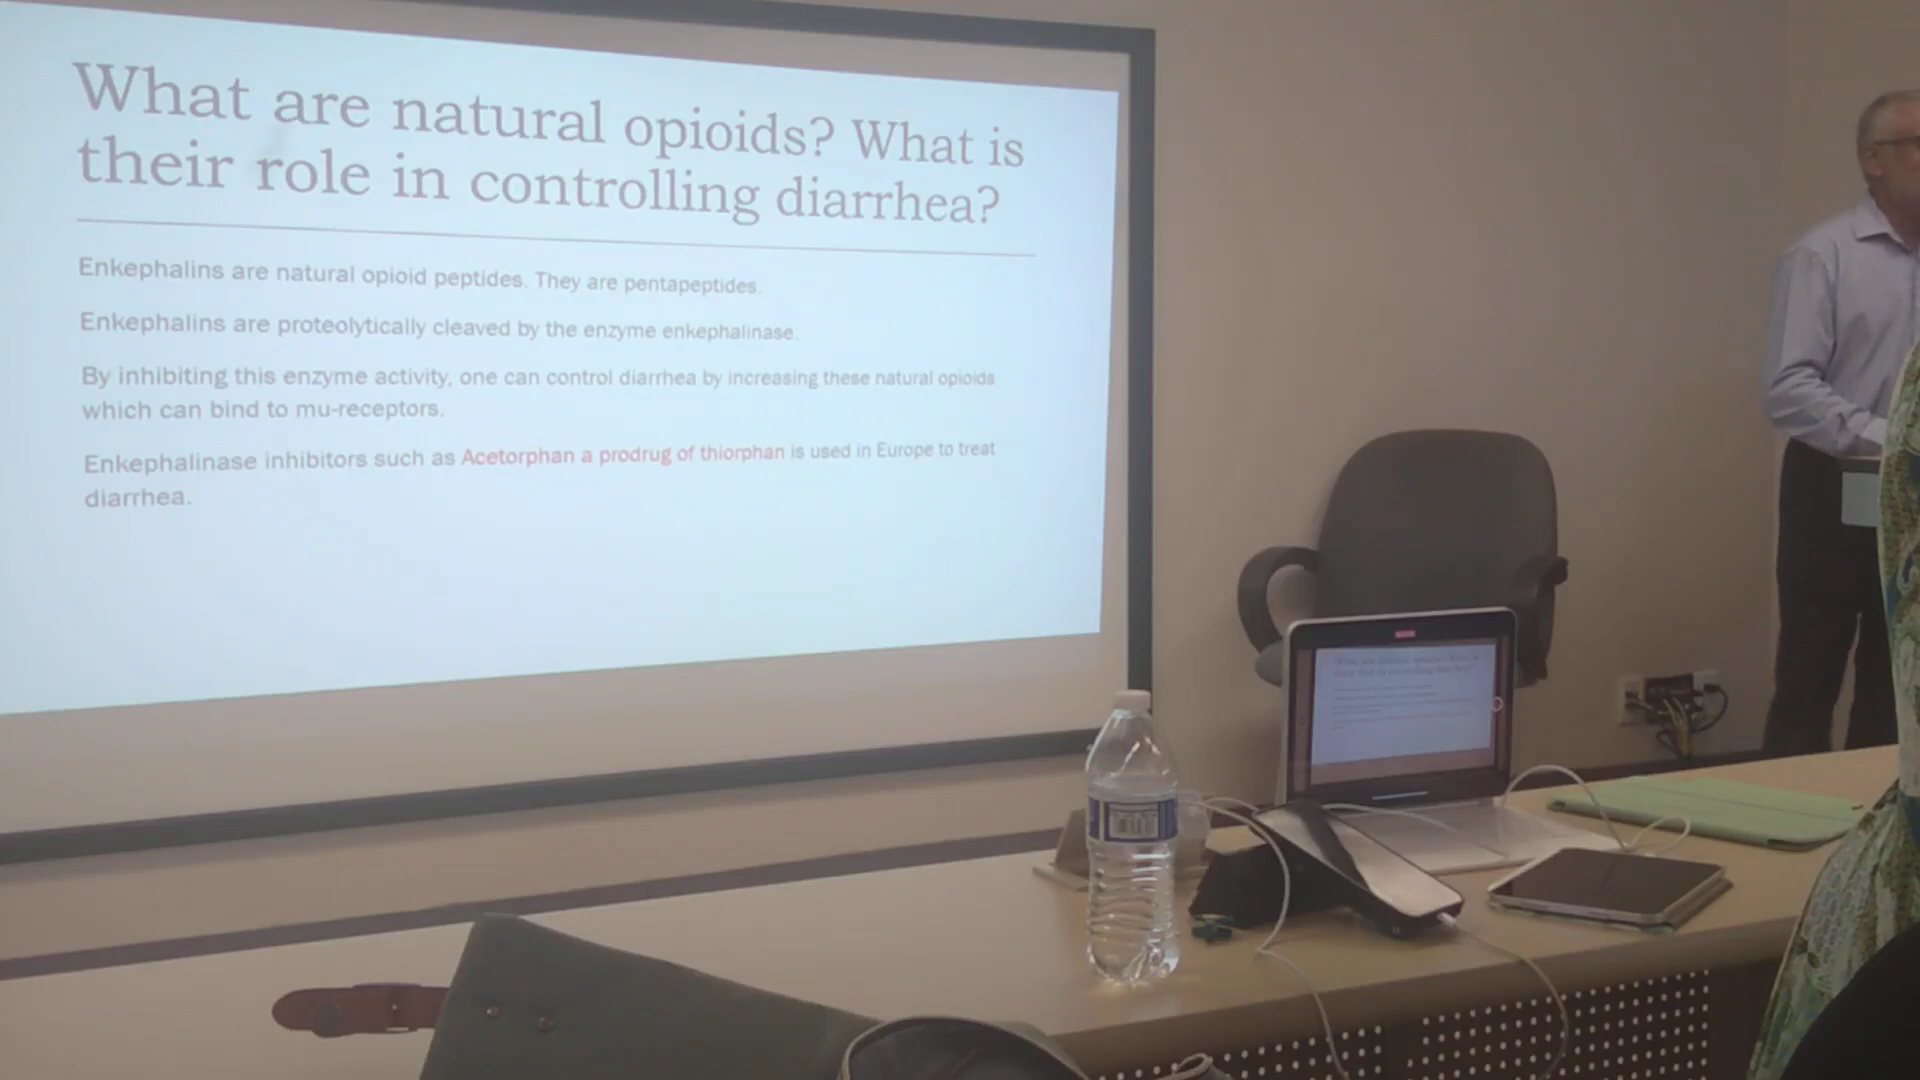 What are natural opioids? What is
their role in controlling diarrhea?
Enkephalins are natural opioid peptides. They are pentapeptides.
Enkephalins are proteolytically cleaved by the enzyme enkephalinase.
By inhibiting this enzyme activity, one can control diarrhea by increasing these natural opioids
which can bind to mu-receptors.
Enkephalinase inhibitors such as Acetorphan a prodrug of thiorphan is used in Europe to treat
diarrhea.